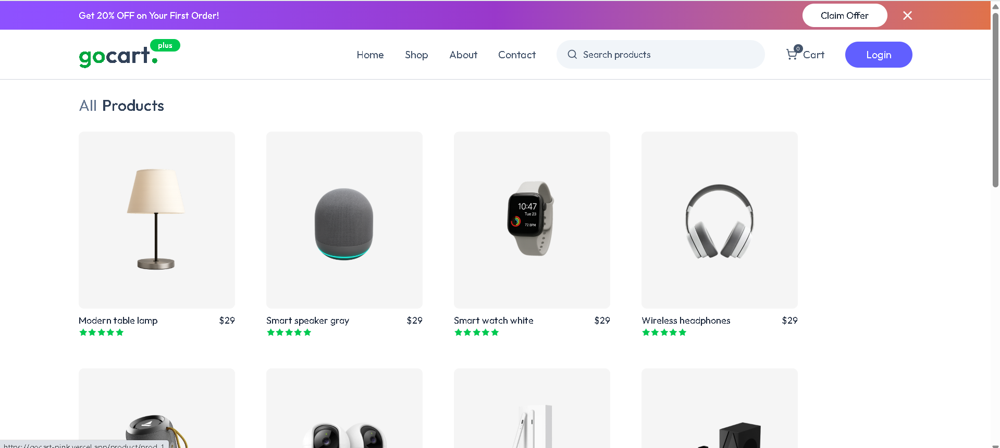 Get 20% OFF on Your First Order!
Claim Offer
gocart.
plus
Home
Shop
About
Contact
Search products
0
Cart
Login
All Products
10:47
Tue 23
72 BPM
Modern table lamp
$29
Smart speaker gray
$29
Smart watch white
$29
Wireless headphones
$29
https://gocart-pink.vercel.app/product/prod_1